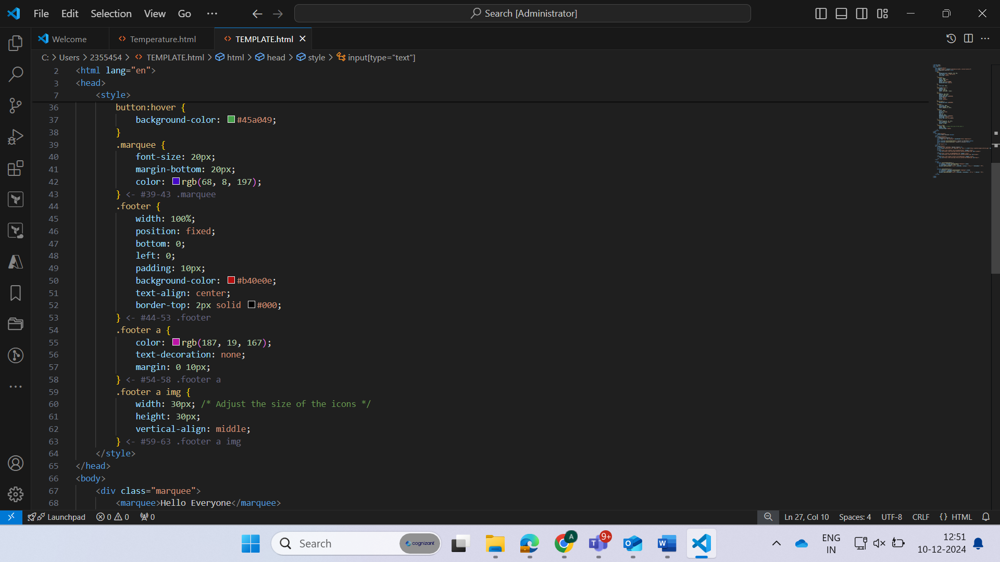 File Edit Selection View Go ··· Search [Administrator]
Welcome Temperature.html TEMPLATE.html
C: > Users > 2355454 > TEMPLATE.html > html > head > style > input[type="text"]
2 <html lang="en">
3 <head>
7 <style>
36 button:hover {
37 background-color: #45a049;
38 }
39 .marquee {
40 font-size: 20px;
41 margin-bottom: 20px;
42 color: rgb(68, 8, 197);
43 } <- #39-43 .marquee
44 .footer {
45 width: 100%;
46 position: fixed;
47 bottom: 0;
48 left: 0;
49 padding: 10px;
50 background-color: #b40e0e;
51 text-align: center;
52 border-top: 2px solid #000;
53 } <- #44-53 .footer
54 .footer a {
55 color: rgb(187, 19, 167);
56 text-decoration: none;
57 margin: 0 10px;
58 } <- #54-58 .footer a
59 .footer a img {
60 width: 30px; /* Adjust the size of the icons */
61 height: 30px;
62 vertical-align: middle;
63 } <- #59-63 .footer a img
64 </style>
65 </head>
66 <body>
67 <div class="marquee">
68 <marquee>Hello Everyone</marquee>
Launchpad 0 0 0 Ln 27, Col 10 Spaces: 4 UTF-8 CRLF {} HTML
Search cognizant A 9+ ENG IN 12:51
10-12-2024